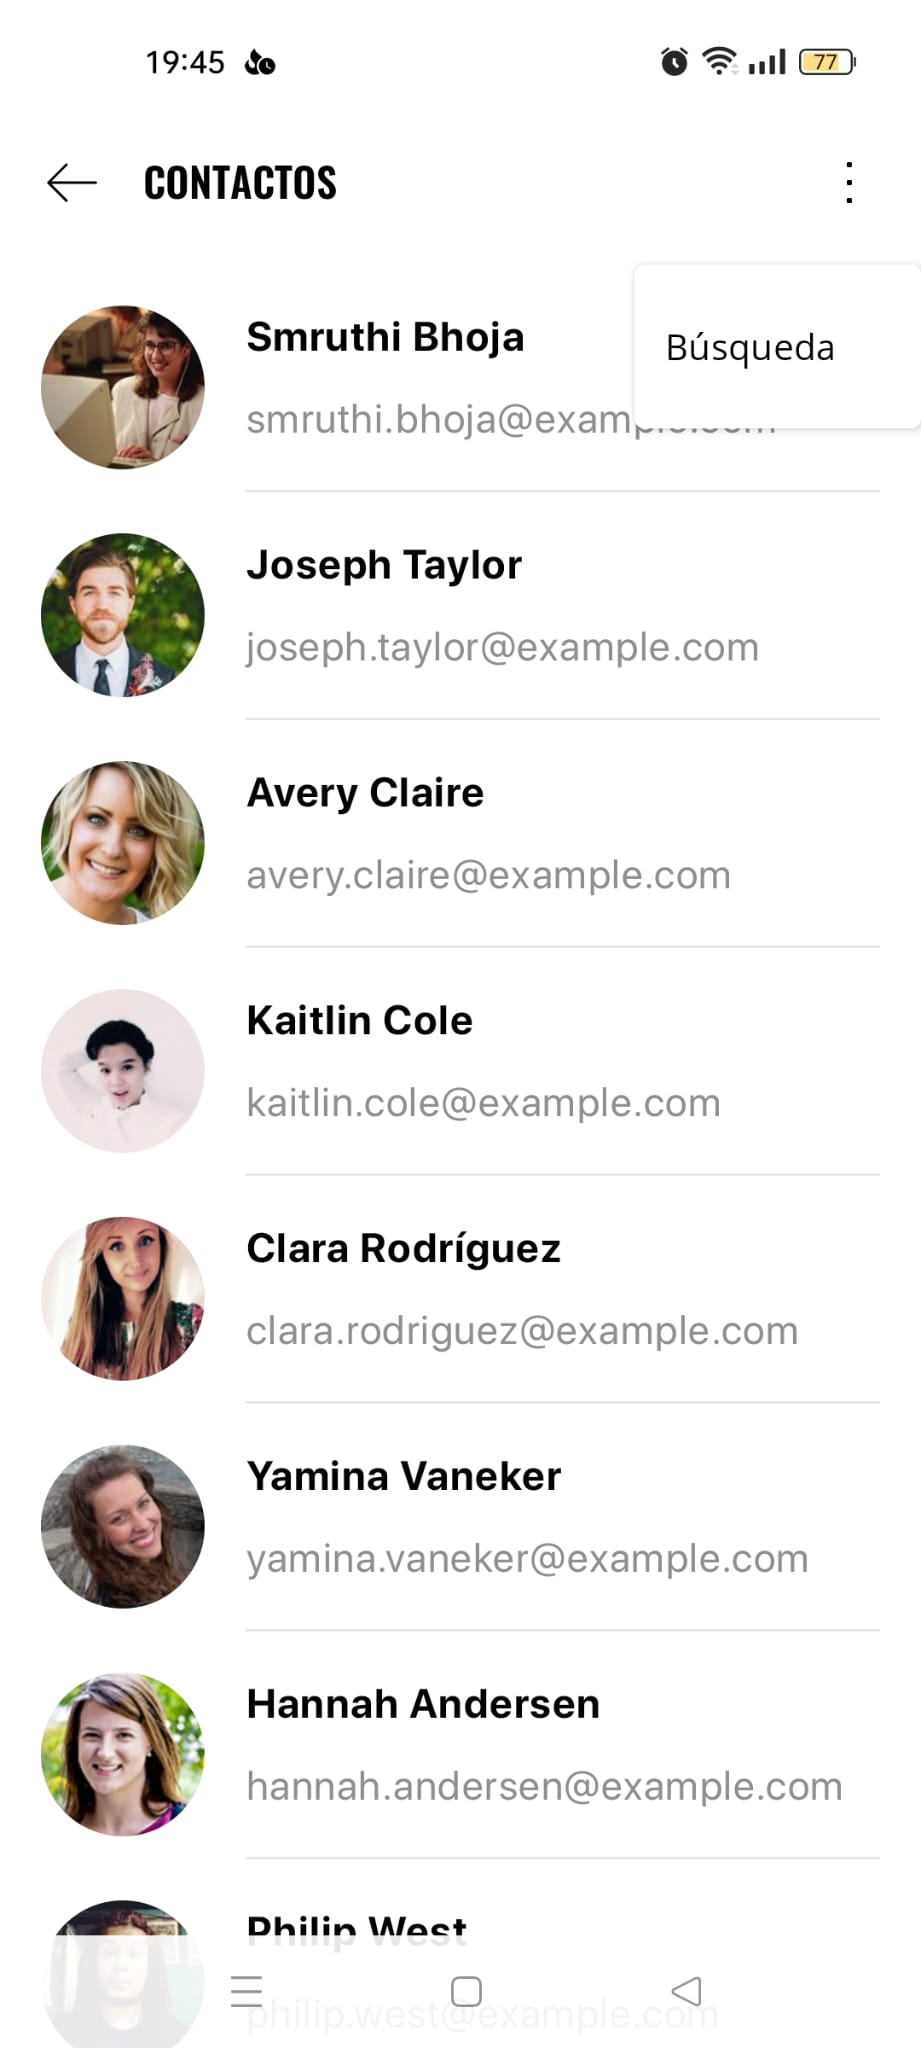 19:45
77
CONTACTOS
Búsqueda
Smruthi Bhoja
smruthi.bhoja@example.com
Joseph Taylor
joseph.taylor@example.com
Avery Claire
avery.claire@example.com
Kaitlin Cole
kaitlin.cole@example.com
Clara Rodríguez
clara.rodriguez@example.com
Yamina Vaneker
yamina.vaneker@example.com
Hannah Andersen
hannah.andersen@example.com
Philip West
philip.west@example.com